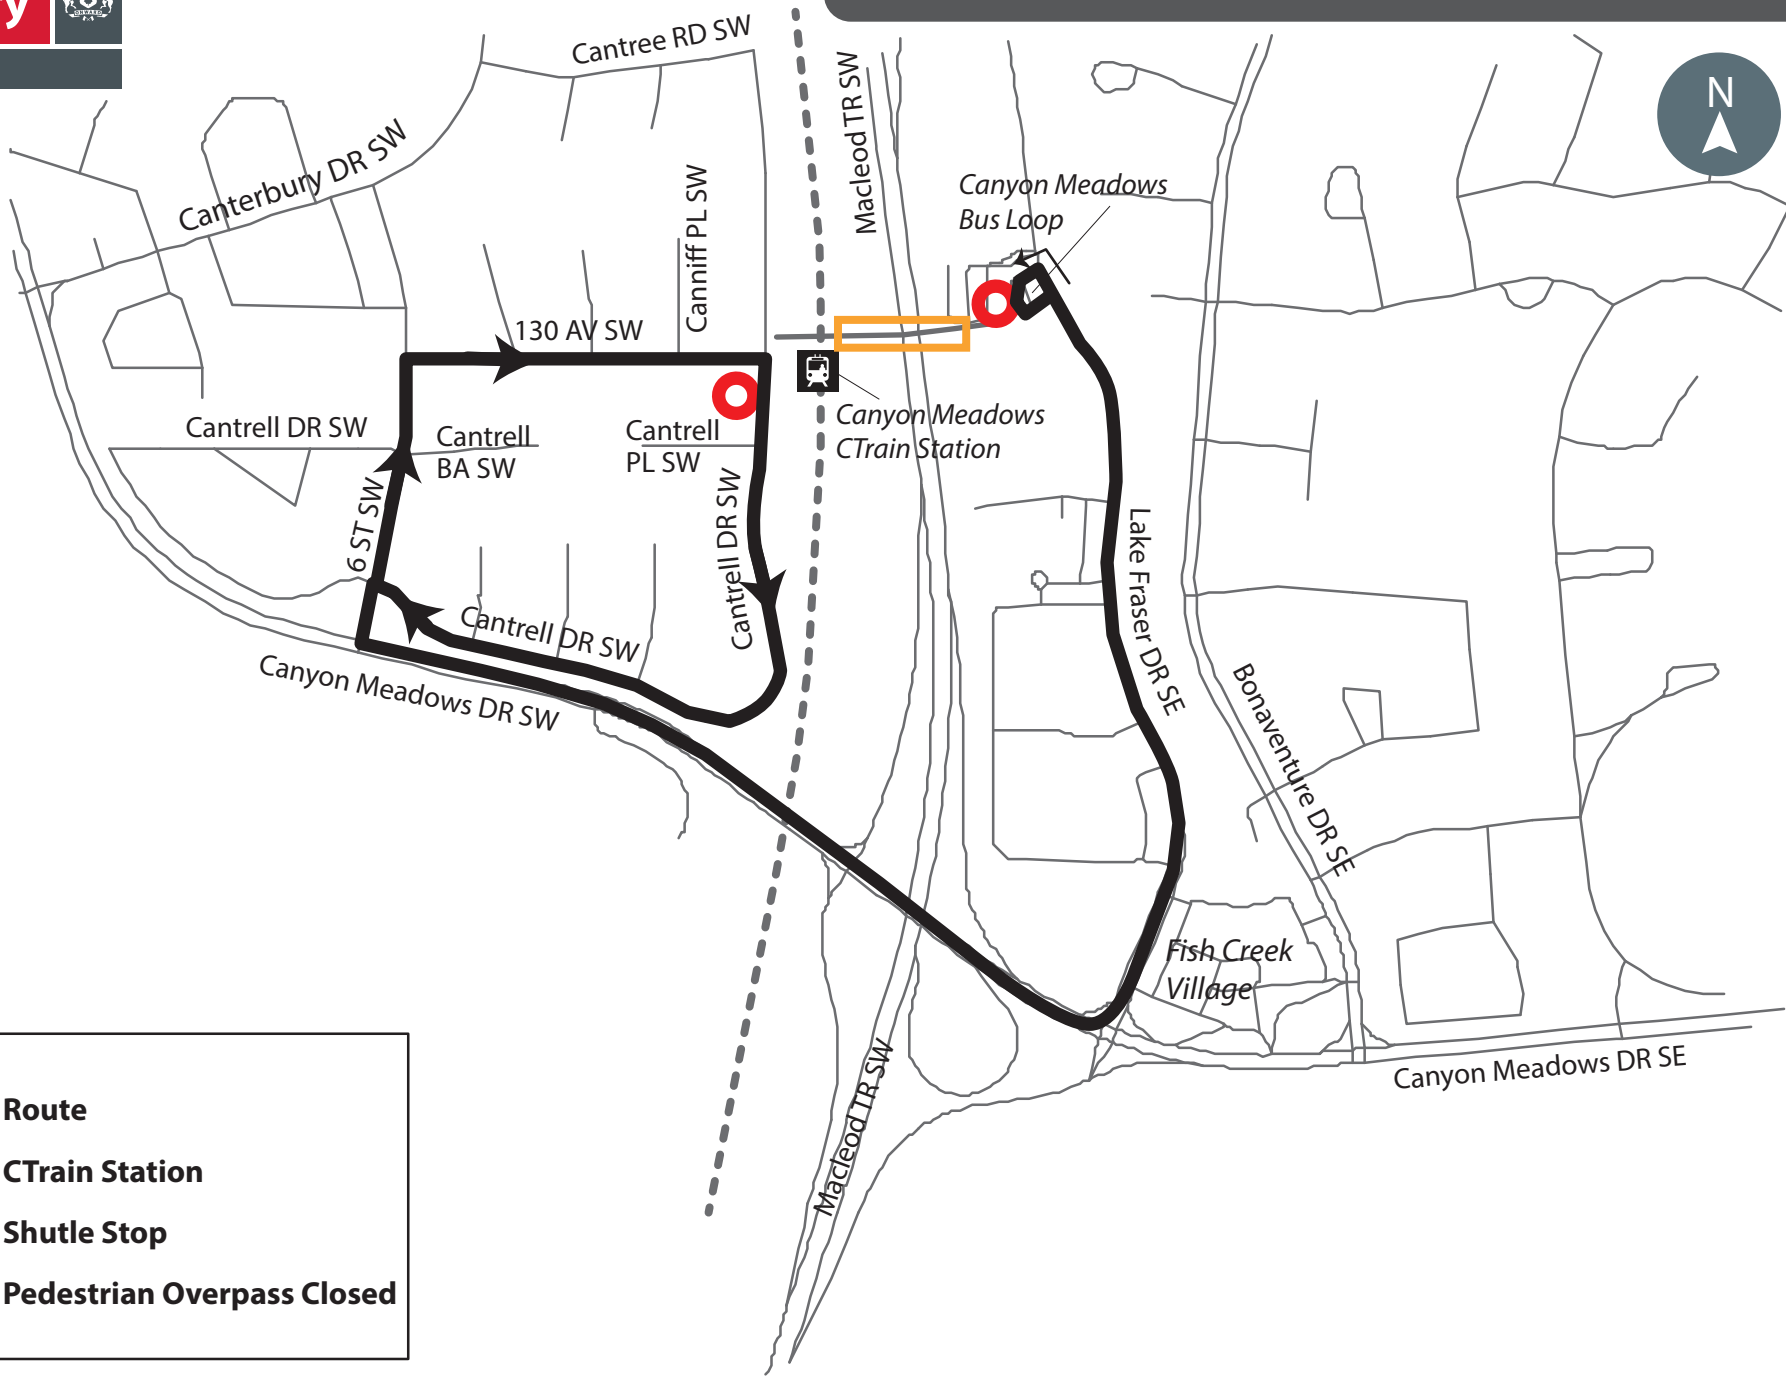 y
ONWARD
Cantree RD SW
Macleod TR SW
N
Canterbury DR SW
Canniff PL SW
Canyon Meadows
Bus Loop
130 AV SW
Canyon Meadows
CTrain Station
Cantrell DR SW
Cantrell
BA SW
Cantrell
PL SW
6 ST SW
Cantrell DR SW
Lake Fraser DR SE
Cantrell DR SW
Canyon Meadows DR SW
Bonaventure DR SE
Fish Creek
Village
Macleod TR SW
Canyon Meadows DR SE
Route
CTrain Station
Shutle Stop
Pedestrian Overpass Closed